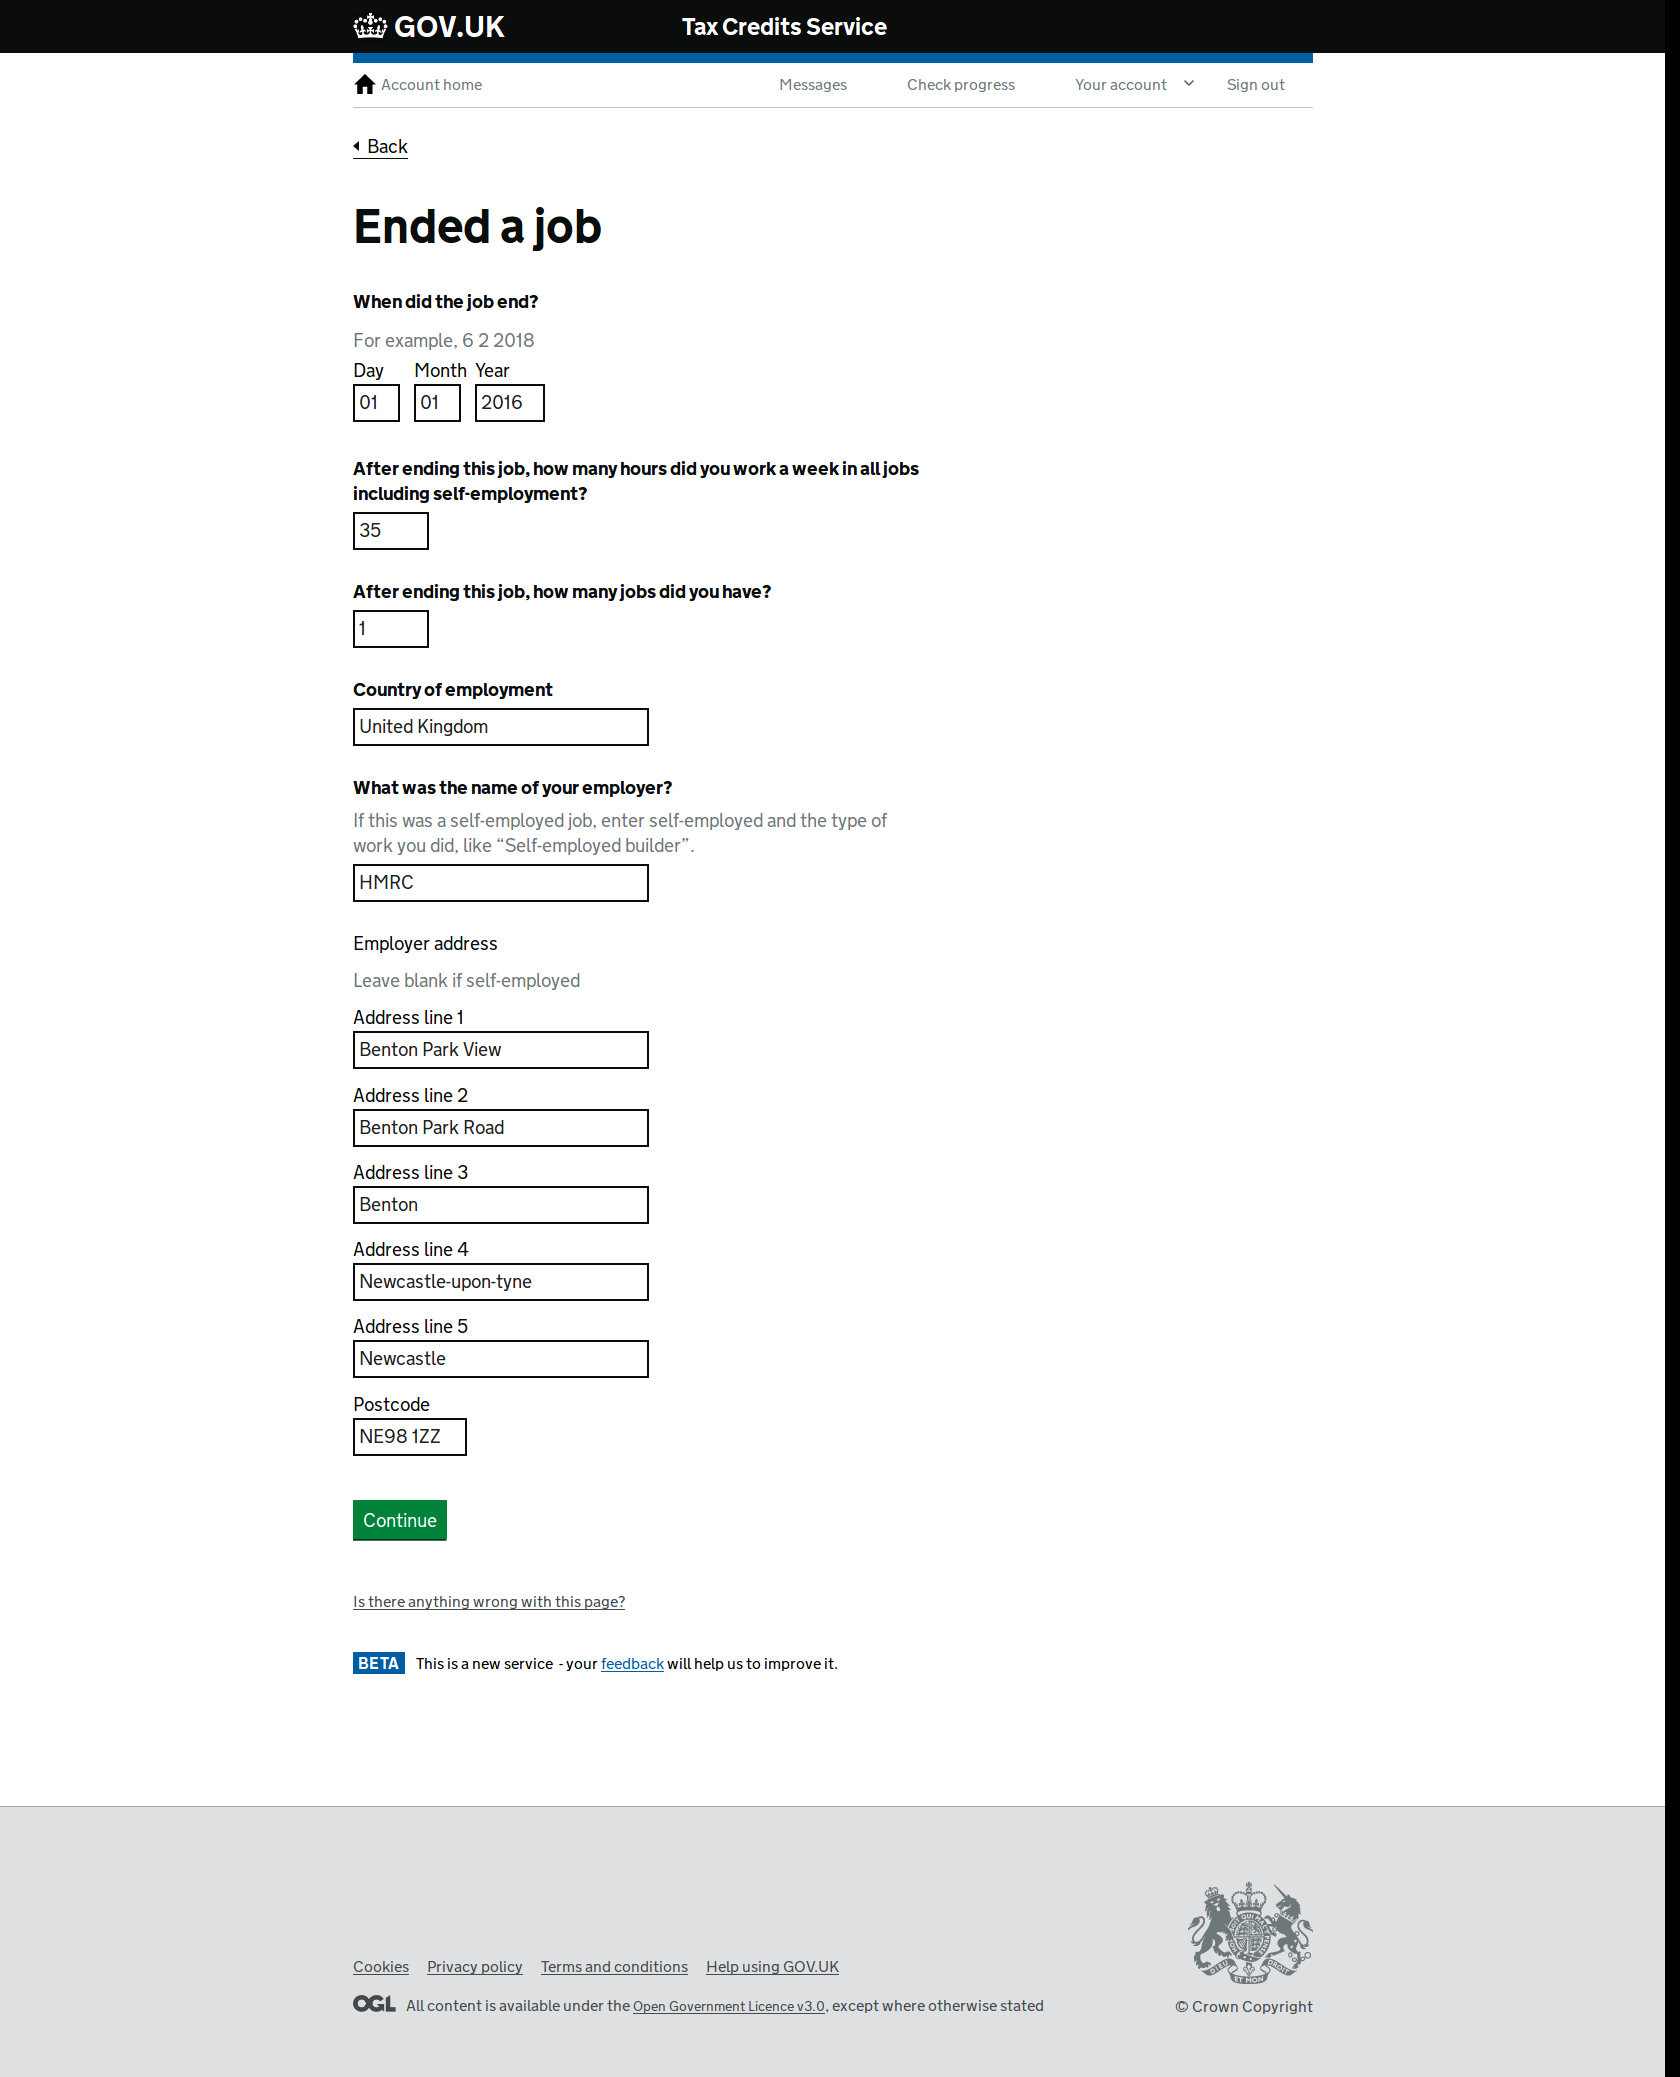 GOV.UK
Tax Credits Service
Account home
Messages
Check progress
Your account
Sign out
Back
Ended a job
When did the job end?
For example, 6 2 2018
Day Month Year
01 01 2016
After ending this job, how many hours did you work a week in all jobs
including self-employment?
35
After ending this job, how many jobs did you have?
1
Country of employment
United Kingdom
What was the name of your employer?
If this was a self-employed job, enter self-employed and the type of
work you did, like “Self-employed builder”.
HMRC
Employer address
Leave blank if self-employed
Address line 1
Benton Park View
Address line 2
Benton Park Road
Address line 3
Benton
Address line 4
Newcastle-upon-tyne
Address line 5
Newcastle
Postcode
NE98 1ZZ
Continue
Is there anything wrong with this page?
BETA This is a new service - your feedback will help us to improve it.
Cookies Privacy policy Terms and conditions Help using GOV.UK
OGL All content is available under the Open Government Licence v3.0, except where otherwise stated
DIEU ET MON DROIT
© Crown Copyright